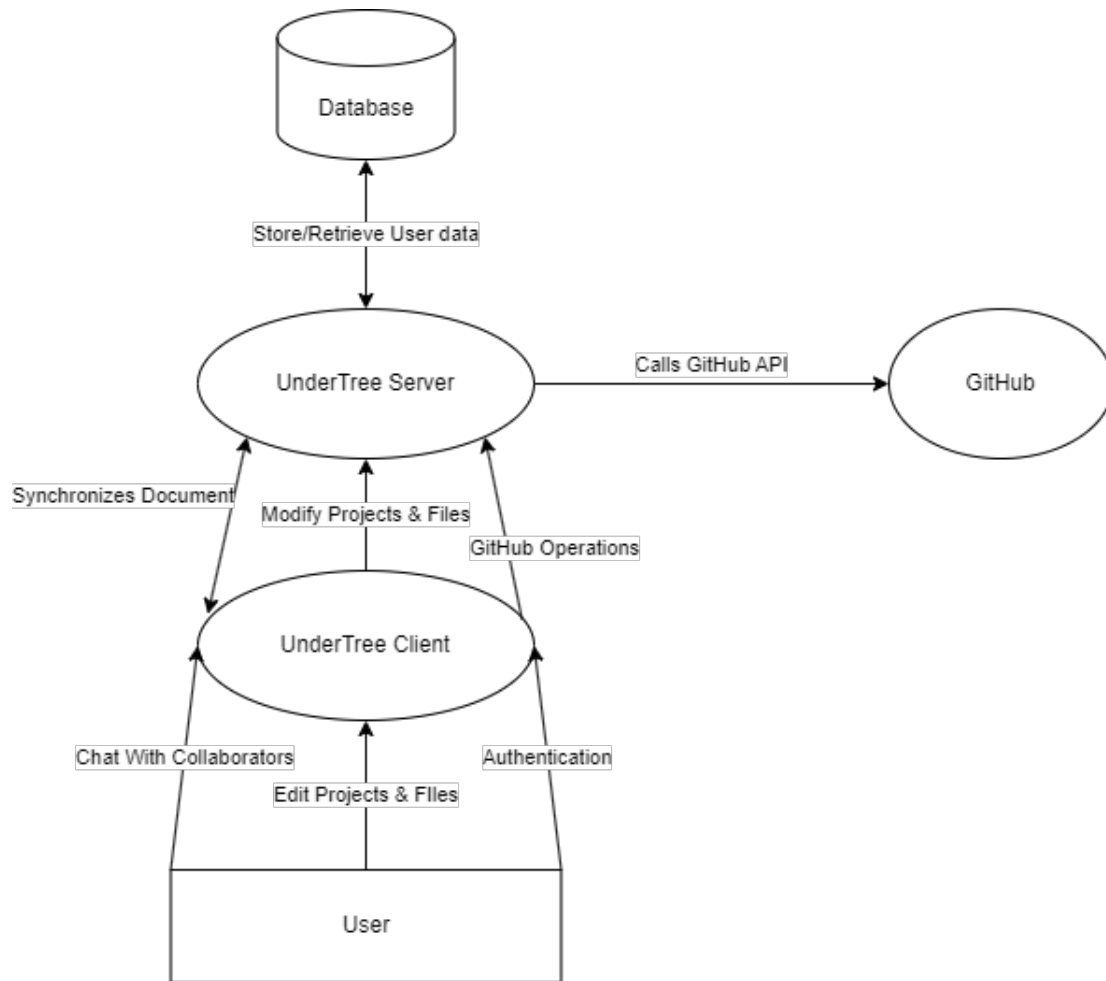 Database
Store/Retrieve User data
UnderTree Server
Calls GitHub API
GitHub
Synchronizes Document
Modify Projects & Files
GitHub Operations
UnderTree Client
Chat With Collaborators
Authentication
Edit Projects & FIles
User